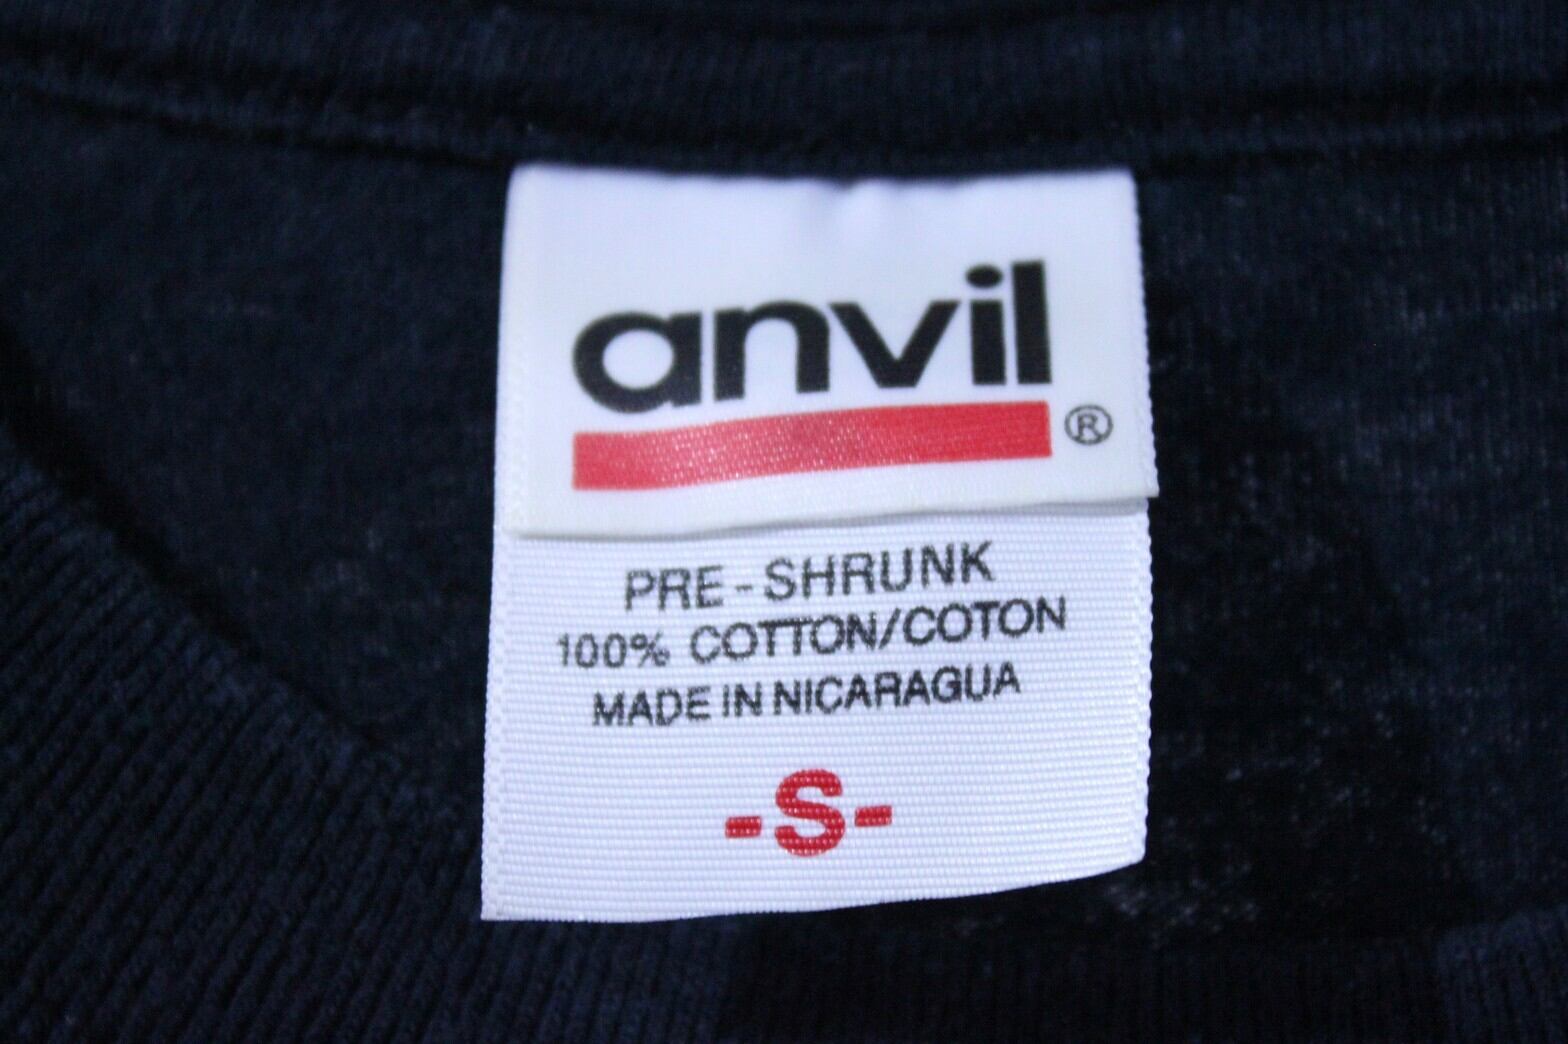 anvil
®
PRE-SHRUNK
100% COTTON/COTON
MADE IN NICARAGUA
-S-